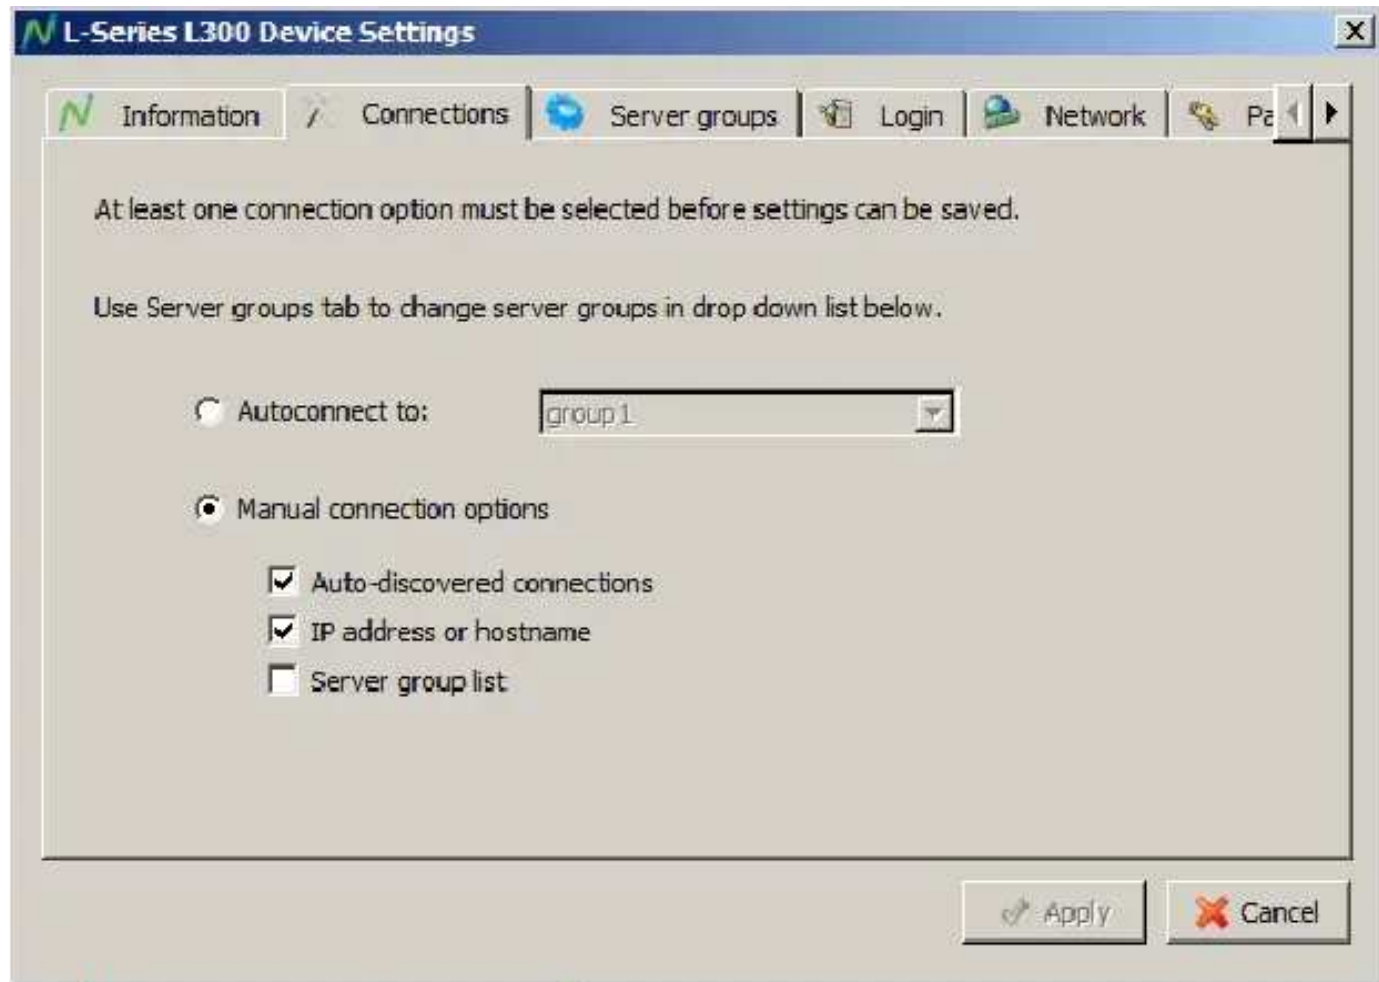 L-Series L300 Device Settings
Information Connections Server groups Login Network Pa
At least one connection option must be selected before settings can be saved.
Use Server groups tab to change server groups in drop down list below.
Autoconnect to: group1
Manual connection options
Auto-discovered connections
IP address or hostname
Server group list
Apply Cancel